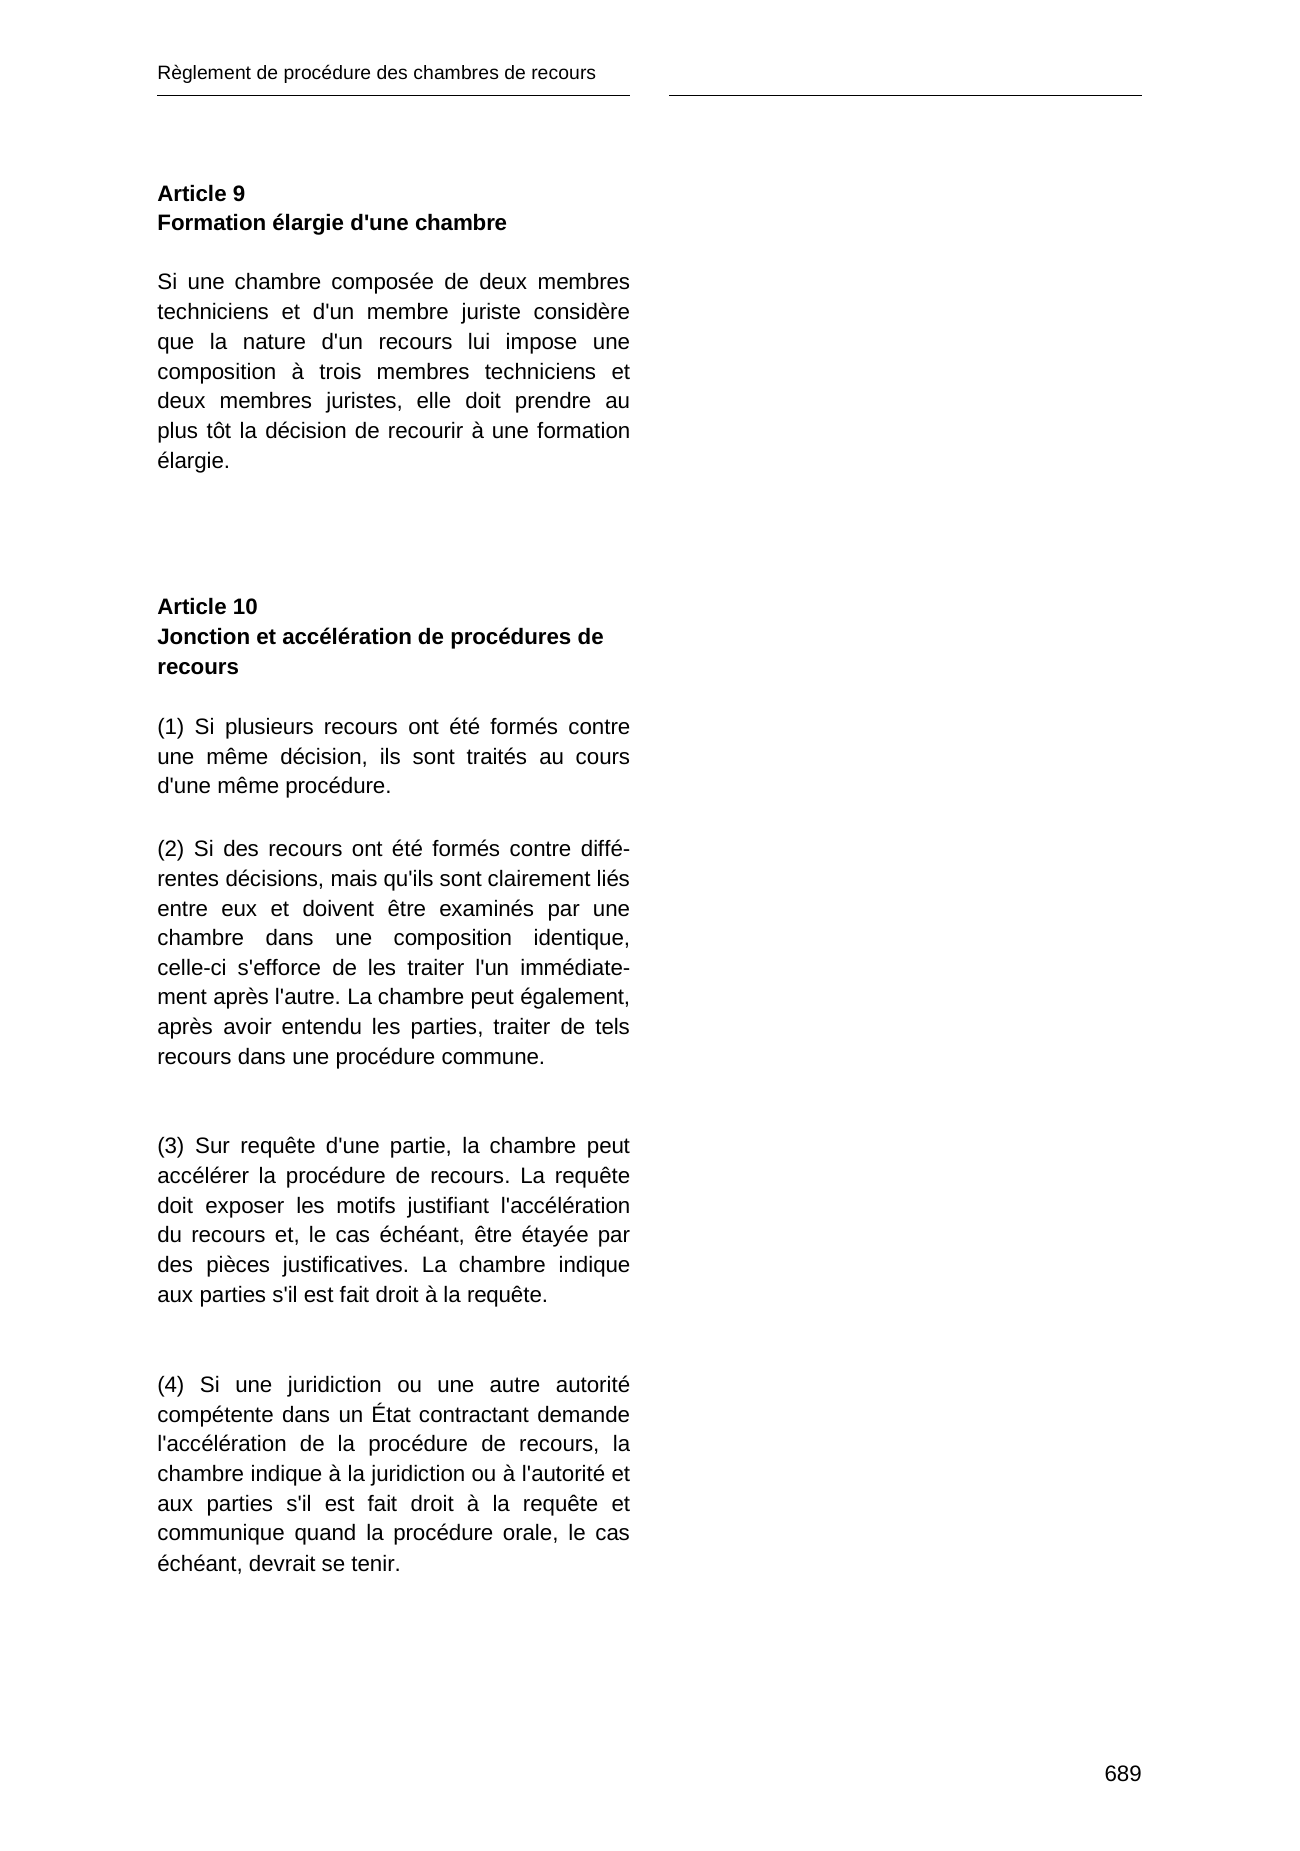 Règlement de procédure des chambres de recours
Article 9
Formation élargie d'une chambre
Si une chambre composée de deux membres
techniciens et d'un membre juriste considère
que la nature d'un recours lui impose une
composition à trois membres techniciens et
deux membres juristes, elle doit prendre au
plus tôt la décision de recourir à une formation
élargie.
Article 10
Jonction et accélération de procédures de
recours
(1) Si plusieurs recours ont été formés contre
une même décision, ils sont traités au cours
d'une même procédure.
(2) Si des recours ont été formés contre diffé-
rentes décisions, mais qu'ils sont clairement liés
entre eux et doivent être examinés par une
chambre dans une composition identique,
celle-ci s'efforce de les traiter l'un immédiate-
ment après l'autre. La chambre peut également,
après avoir entendu les parties, traiter de tels
recours dans une procédure commune.
(3) Sur requête d'une partie, la chambre peut
accélérer la procédure de recours. La requête
doit exposer les motifs justifiant l'accélération
du recours et, le cas échéant, être étayée par
des pièces justificatives. La chambre indique
aux parties s'il est fait droit à la requête.
(4) Si une juridiction ou une autre autorité
compétente dans un État contractant demande
l'accélération de la procédure de recours, la
chambre indique à la juridiction ou à l'autorité et
aux parties s'il est fait droit à la requête et
communique quand la procédure orale, le cas
échéant, devrait se tenir.
689